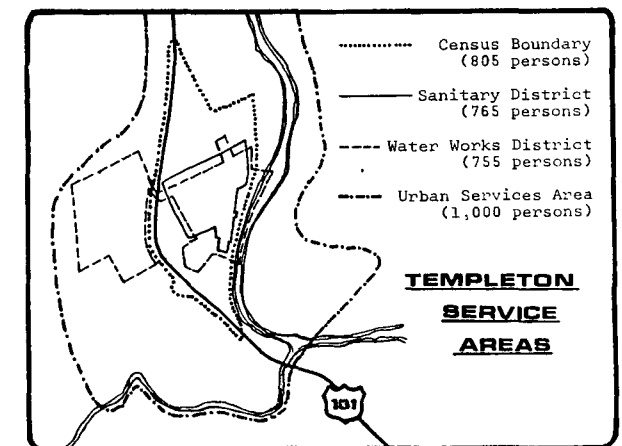 Census Boundary
(805 persons)
Sanitary District
(765 persons)
Water Works District
(755 persons)
Urban Services Area
(1,000 persons)
TEMPLETON
SERVICE
AREAS
101